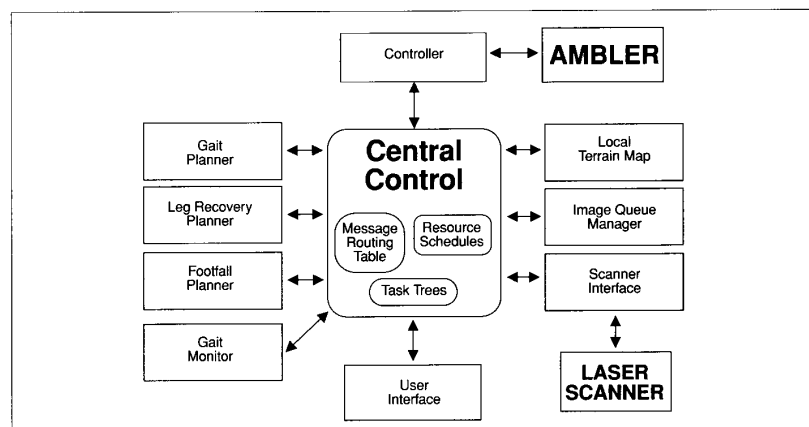 Controller
AMBLER
Gait
Planner
Central
Control
Local
Terrain Map
Leg Recovery
Planner
Message
Routing
Table
Resource
Schedules
Image Queue
Manager
Footfall
Planner
Task Trees
Scanner
Interface
Gait
Monitor
User
Interface
LASER
SCANNER